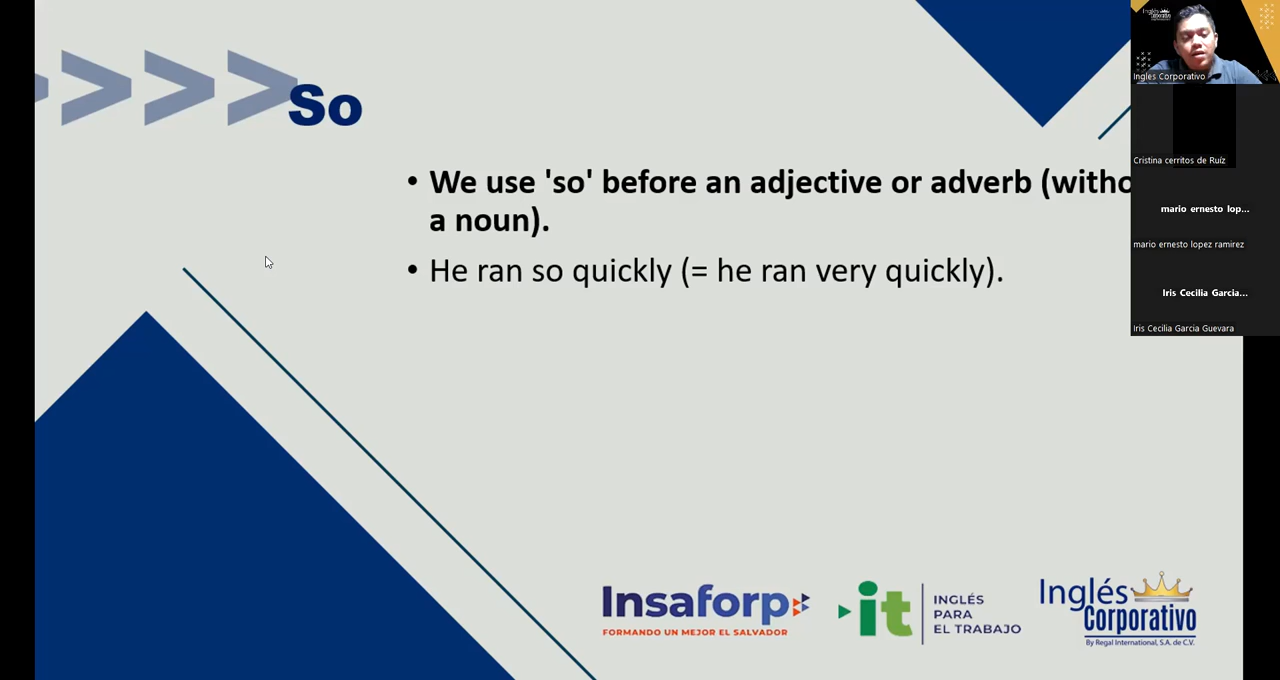 So
• We use 'so' before an adjective or adverb (witho
a noun).
• He ran so quickly (= he ran very quickly).
Inglés
Corporativo
Ingles Corporativo
Cristina cerritos de Ruíz
mario ernesto lop...
mario ernesto lopez ramirez
Iris Cecilia Garcia...
Iris Cecilia Garcia Guevara
Insaforp
FORMANDO UN MEJOR EL SALVADOR
it
INGLÉS
PARA
EL TRABAJO
Inglés
Corporativo
By Regal International, S.A. de C.V.